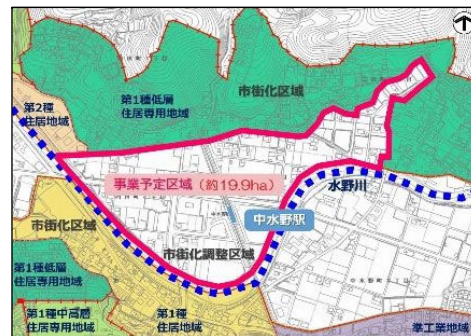 市街化区域
第2種
住居地域
第1種低層
住居専用地域
事業予定区域(約19.9ha)
水野川
中水野駅
市街化区域
市街化調整区域
第1種低層
住居専用地域
第1種中高層
住居専用地域
第1種
住居地域
準工業地域